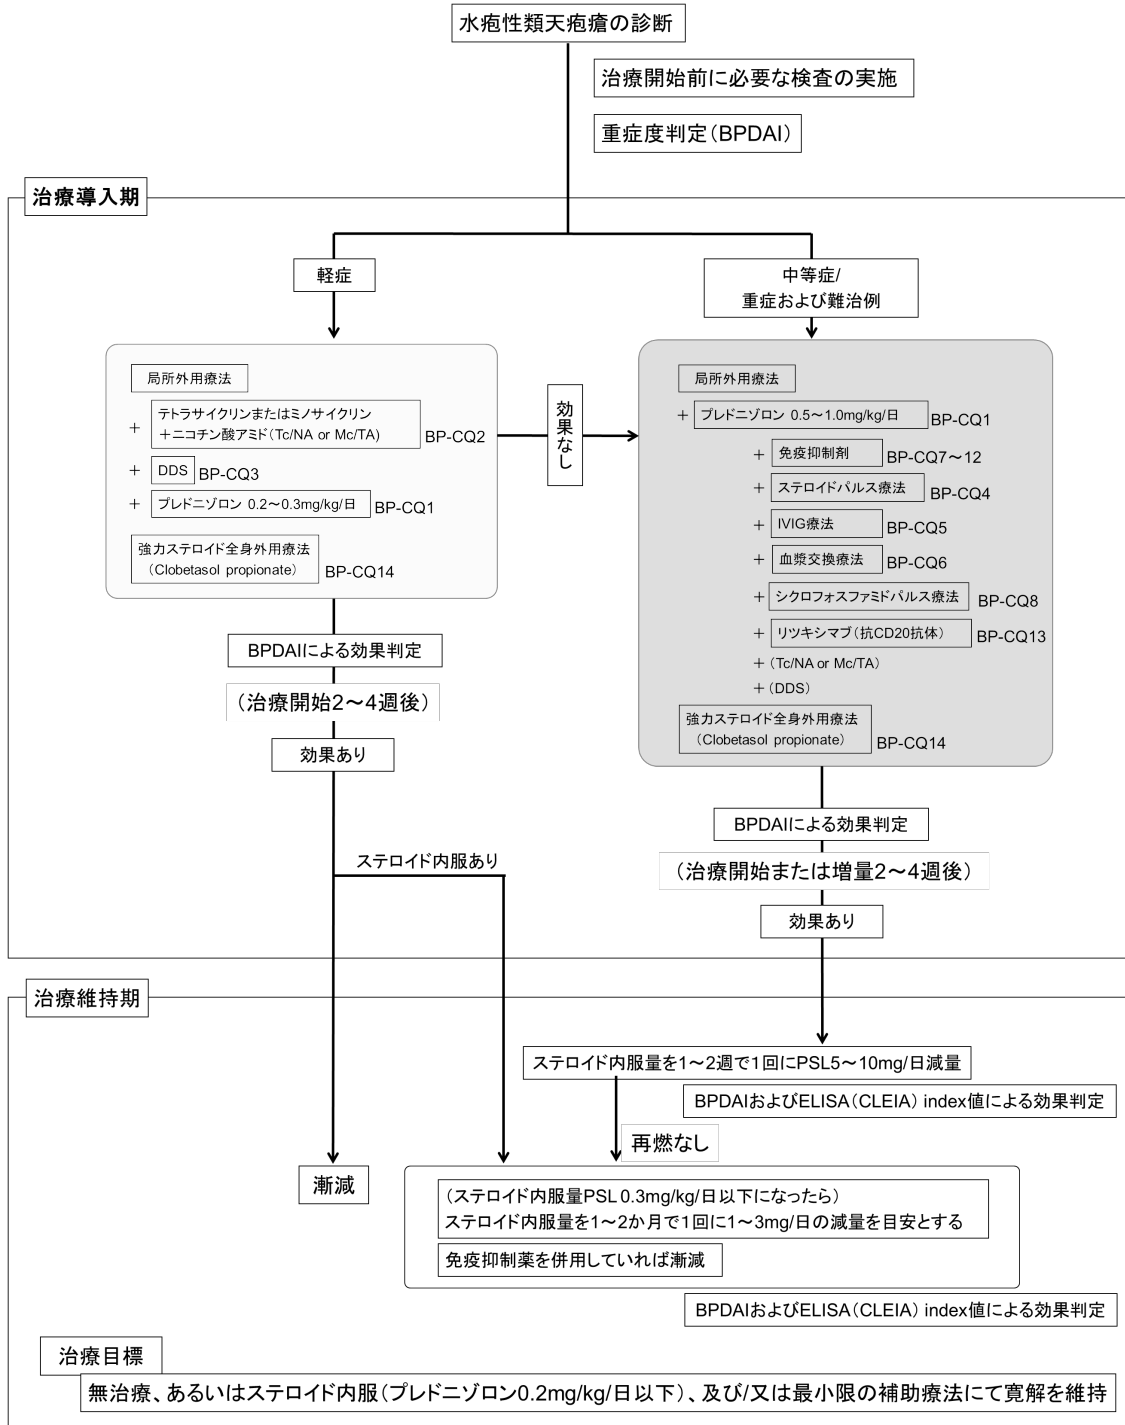 水疱性類天疱瘡の診断
治療開始前に必要な検査の実施
重症度判定（BPDAI）
治療導入期
軽症
中等症/
重症および難治例
局所外用療法
+ テトラサイクリンまたはミノサイクリン
+ニコチン酸アミド（Tc/NA or Mc/TA） BP-CQ2
+ DDS BP-CQ3
+ プレドニゾロン 0.2～0.3mg/kg/日 BP-CQ1
強力ステロイド全身外用療法
（Clobetasol propionate） BP-CQ14
効果なし
局所外用療法
+ プレドニゾロン 0.5～1.0mg/kg/日 BP-CQ1
+ 免疫抑制剤 BP-CQ7～12
+ ステロイドパルス療法 BP-CQ4
+ IVIG療法 BP-CQ5
+ 血漿交換療法 BP-CQ6
+ シクロフォスファミドパルス療法 BP-CQ8
+ リツキシマブ（抗CD20抗体） BP-CQ13
+（Tc/NA or Mc/TA）
+（DDS）
強力ステロイド全身外用療法
（Clobetasol propionate） BP-CQ14
BPDAIによる効果判定
（治療開始2～4週後）
効果あり
ステロイド内服あり
BPDAIによる効果判定
（治療開始または増量2～4週後）
効果あり
治療維持期
ステロイド内服量を1～2週で1回にPSL5～10mg/日減量
BPDAIおよびELISA（CLEIA） index値による効果判定
再燃なし
漸減
（ステロイド内服量PSL 0.3mg/kg/日以下になったら）
ステロイド内服量を1～2か月で1回に1～3mg/日の減量を目安とする
免疫抑制薬を併用していれば漸減
BPDAIおよびELISA（CLEIA） index値による効果判定
治療目標
無治療、あるいはステロイド内服（プレドニゾロン0.2mg/kg/日以下）、及び/又は最小限の補助療法にて寛解を維持